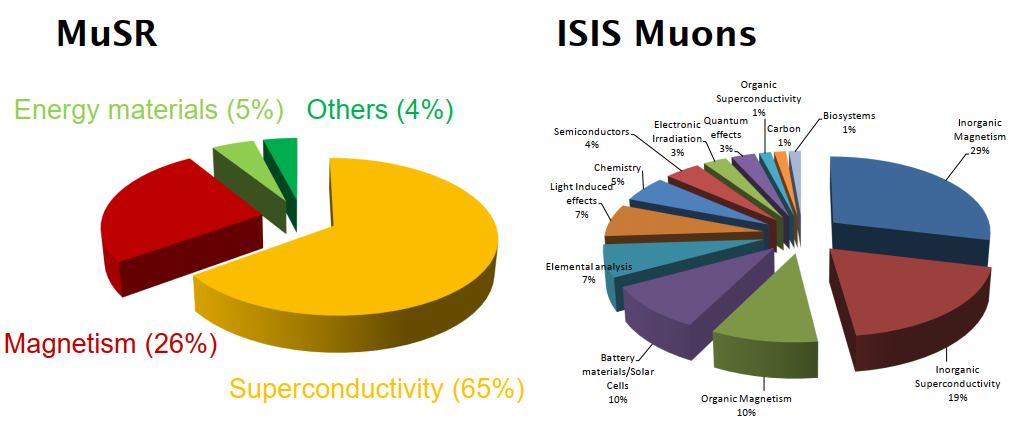 MuSR
Energy materials (5%)
Others (4%)
Magnetism (26%)
Superconductivity (65%)
ISIS Muons
Inorganic
Magnetism
29%
Inorganic
Superconductivity
19%
Organic Magnetism
10%
Battery
materials/Solar
Cells
10%
Elemental analysis
7%
Light Induced
effects
7%
Chemistry
5%
Semiconductors
4%
Electronic
Irradiation
3%
Quantum
effects
3%
Organic
Superconductivity
1%
Carbon
1%
Biosystems
1%